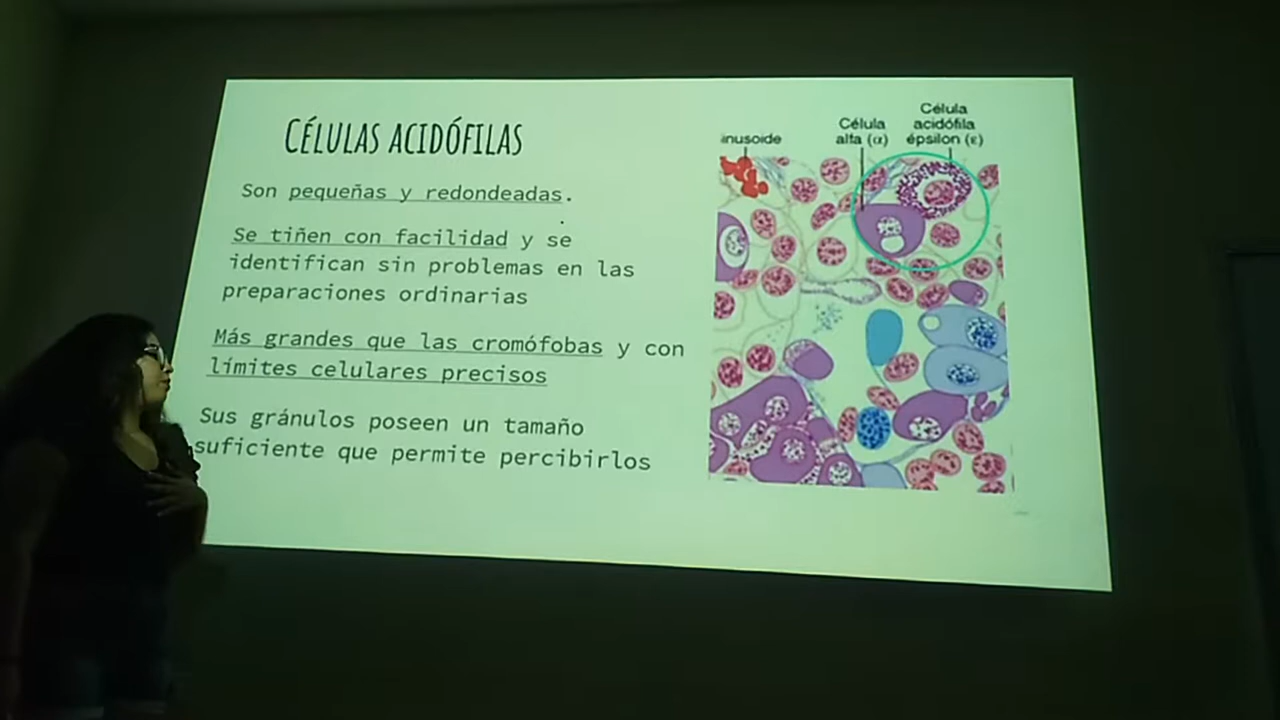 CÉLULAS ACIDÓFILAS
Son pequeñas y redondeadas.
Se tiñen con facilidad y se
identifican sin problemas en las
preparaciones ordinarias
Más grandes que las cromófobas y con
límites celulares precisos
Sus gránulos poseen un tamaño
suficiente que permite percibirlos
inusoide
Célula
alfa (α)
Célula
acidófila
épsilon (ε)